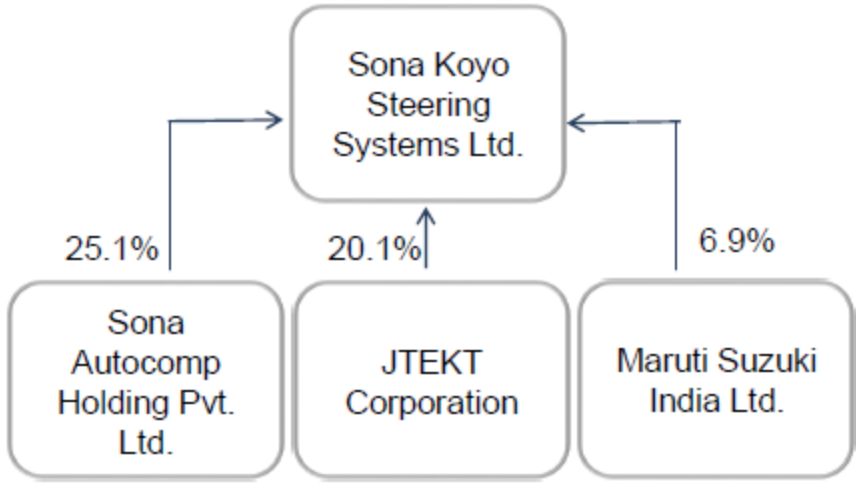 Sona Koyo
Steering
Systems Ltd.
25.1%
20.1%
6.9%
Sona
Autocomp
Holding Pvt.
Ltd.
JTEKT
Corporation
Maruti Suzuki
India Ltd.